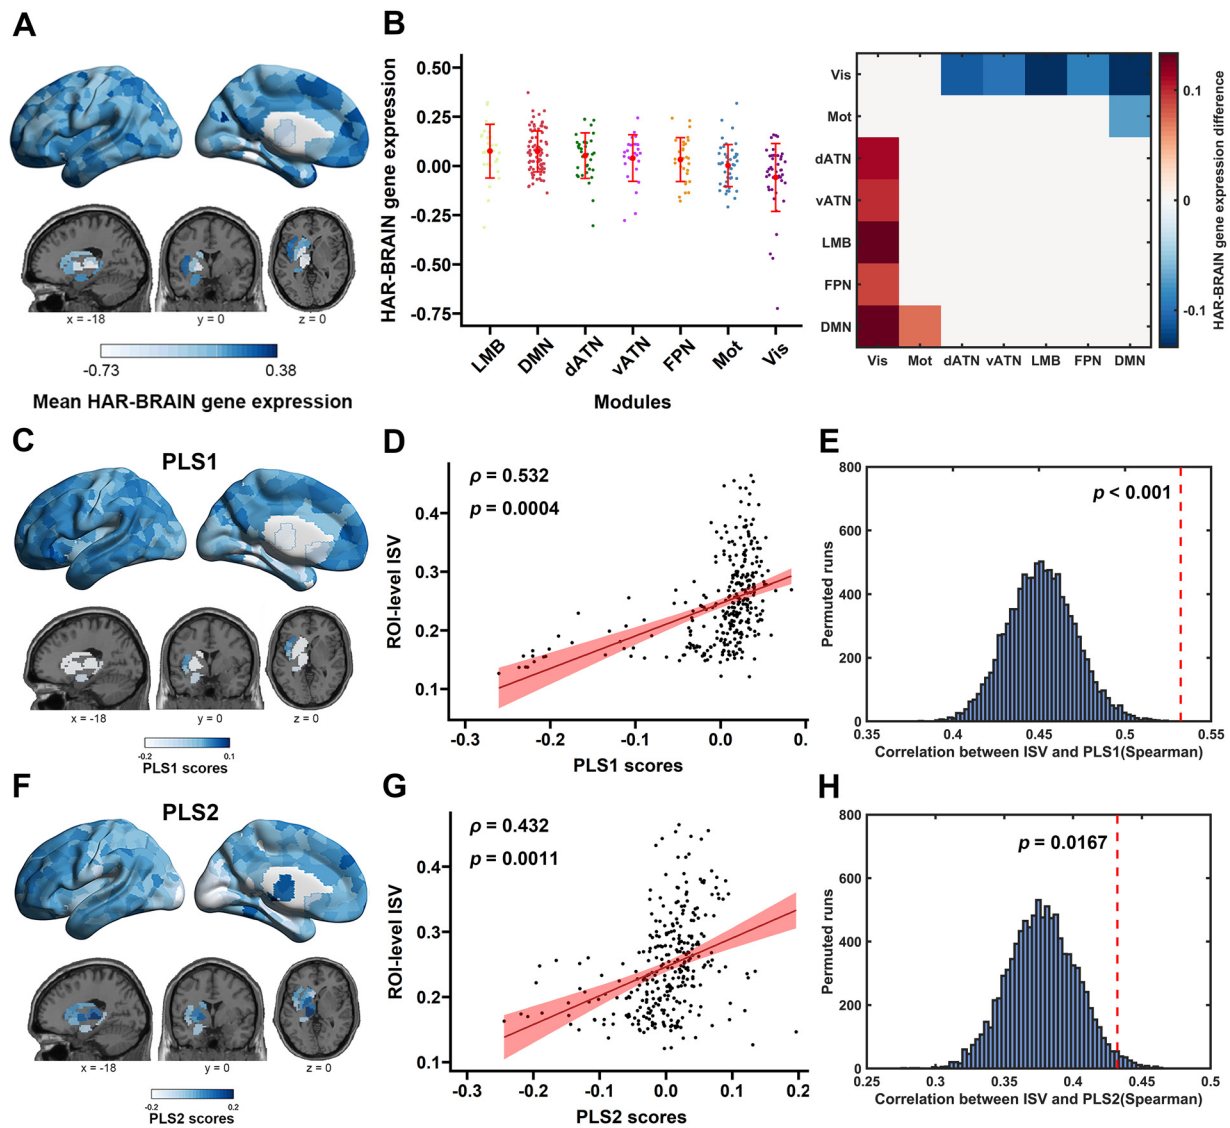 A
x = -18
y = 0
z = 0
-0.73
0.38
Mean HAR-BRAIN gene expression
B
HAR-BRAIN gene expression
0.50
0.25
0.00
-0.25
-0.50
-0.75
LMB
DMN
dATN
vATN
FPN
Mot
Vis
Modules
Vis
Mot
dATN
vATN
LMB
FPN
DMN
Vis
Mot
dATN
vATN
LMB
FPN
DMN
0.1
0
-0.1
HAR-BRAIN gene expression difference
C
PLS1
x = -18
y = 0
z = 0
-0.2
0.1
PLS1 scores
D
ρ = 0.532
p = 0.0004
ROI-level ISV
0.4
0.3
0.2
0.1
-0.3
-0.2
-0.1
0.0
0.
PLS1 scores
E
p < 0.001
Permuted runs
800
600
400
200
0
0.35
0.4
0.45
0.5
0.55
Correlation between ISV and PLS1(Spearman)
F
PLS2
x = -18
y = 0
z = 0
-0.2
0.2
PLS2 scores
G
ρ = 0.432
p = 0.0011
ROI-level ISV
0.4
0.3
0.2
0.1
-0.3
-0.2
-0.1
0.0
0.1
0.2
PLS2 scores
H
p = 0.0167
Permuted runs
800
600
400
200
0
0.25
0.3
0.35
0.4
0.45
0.5
Correlation between ISV and PLS2(Spearman)